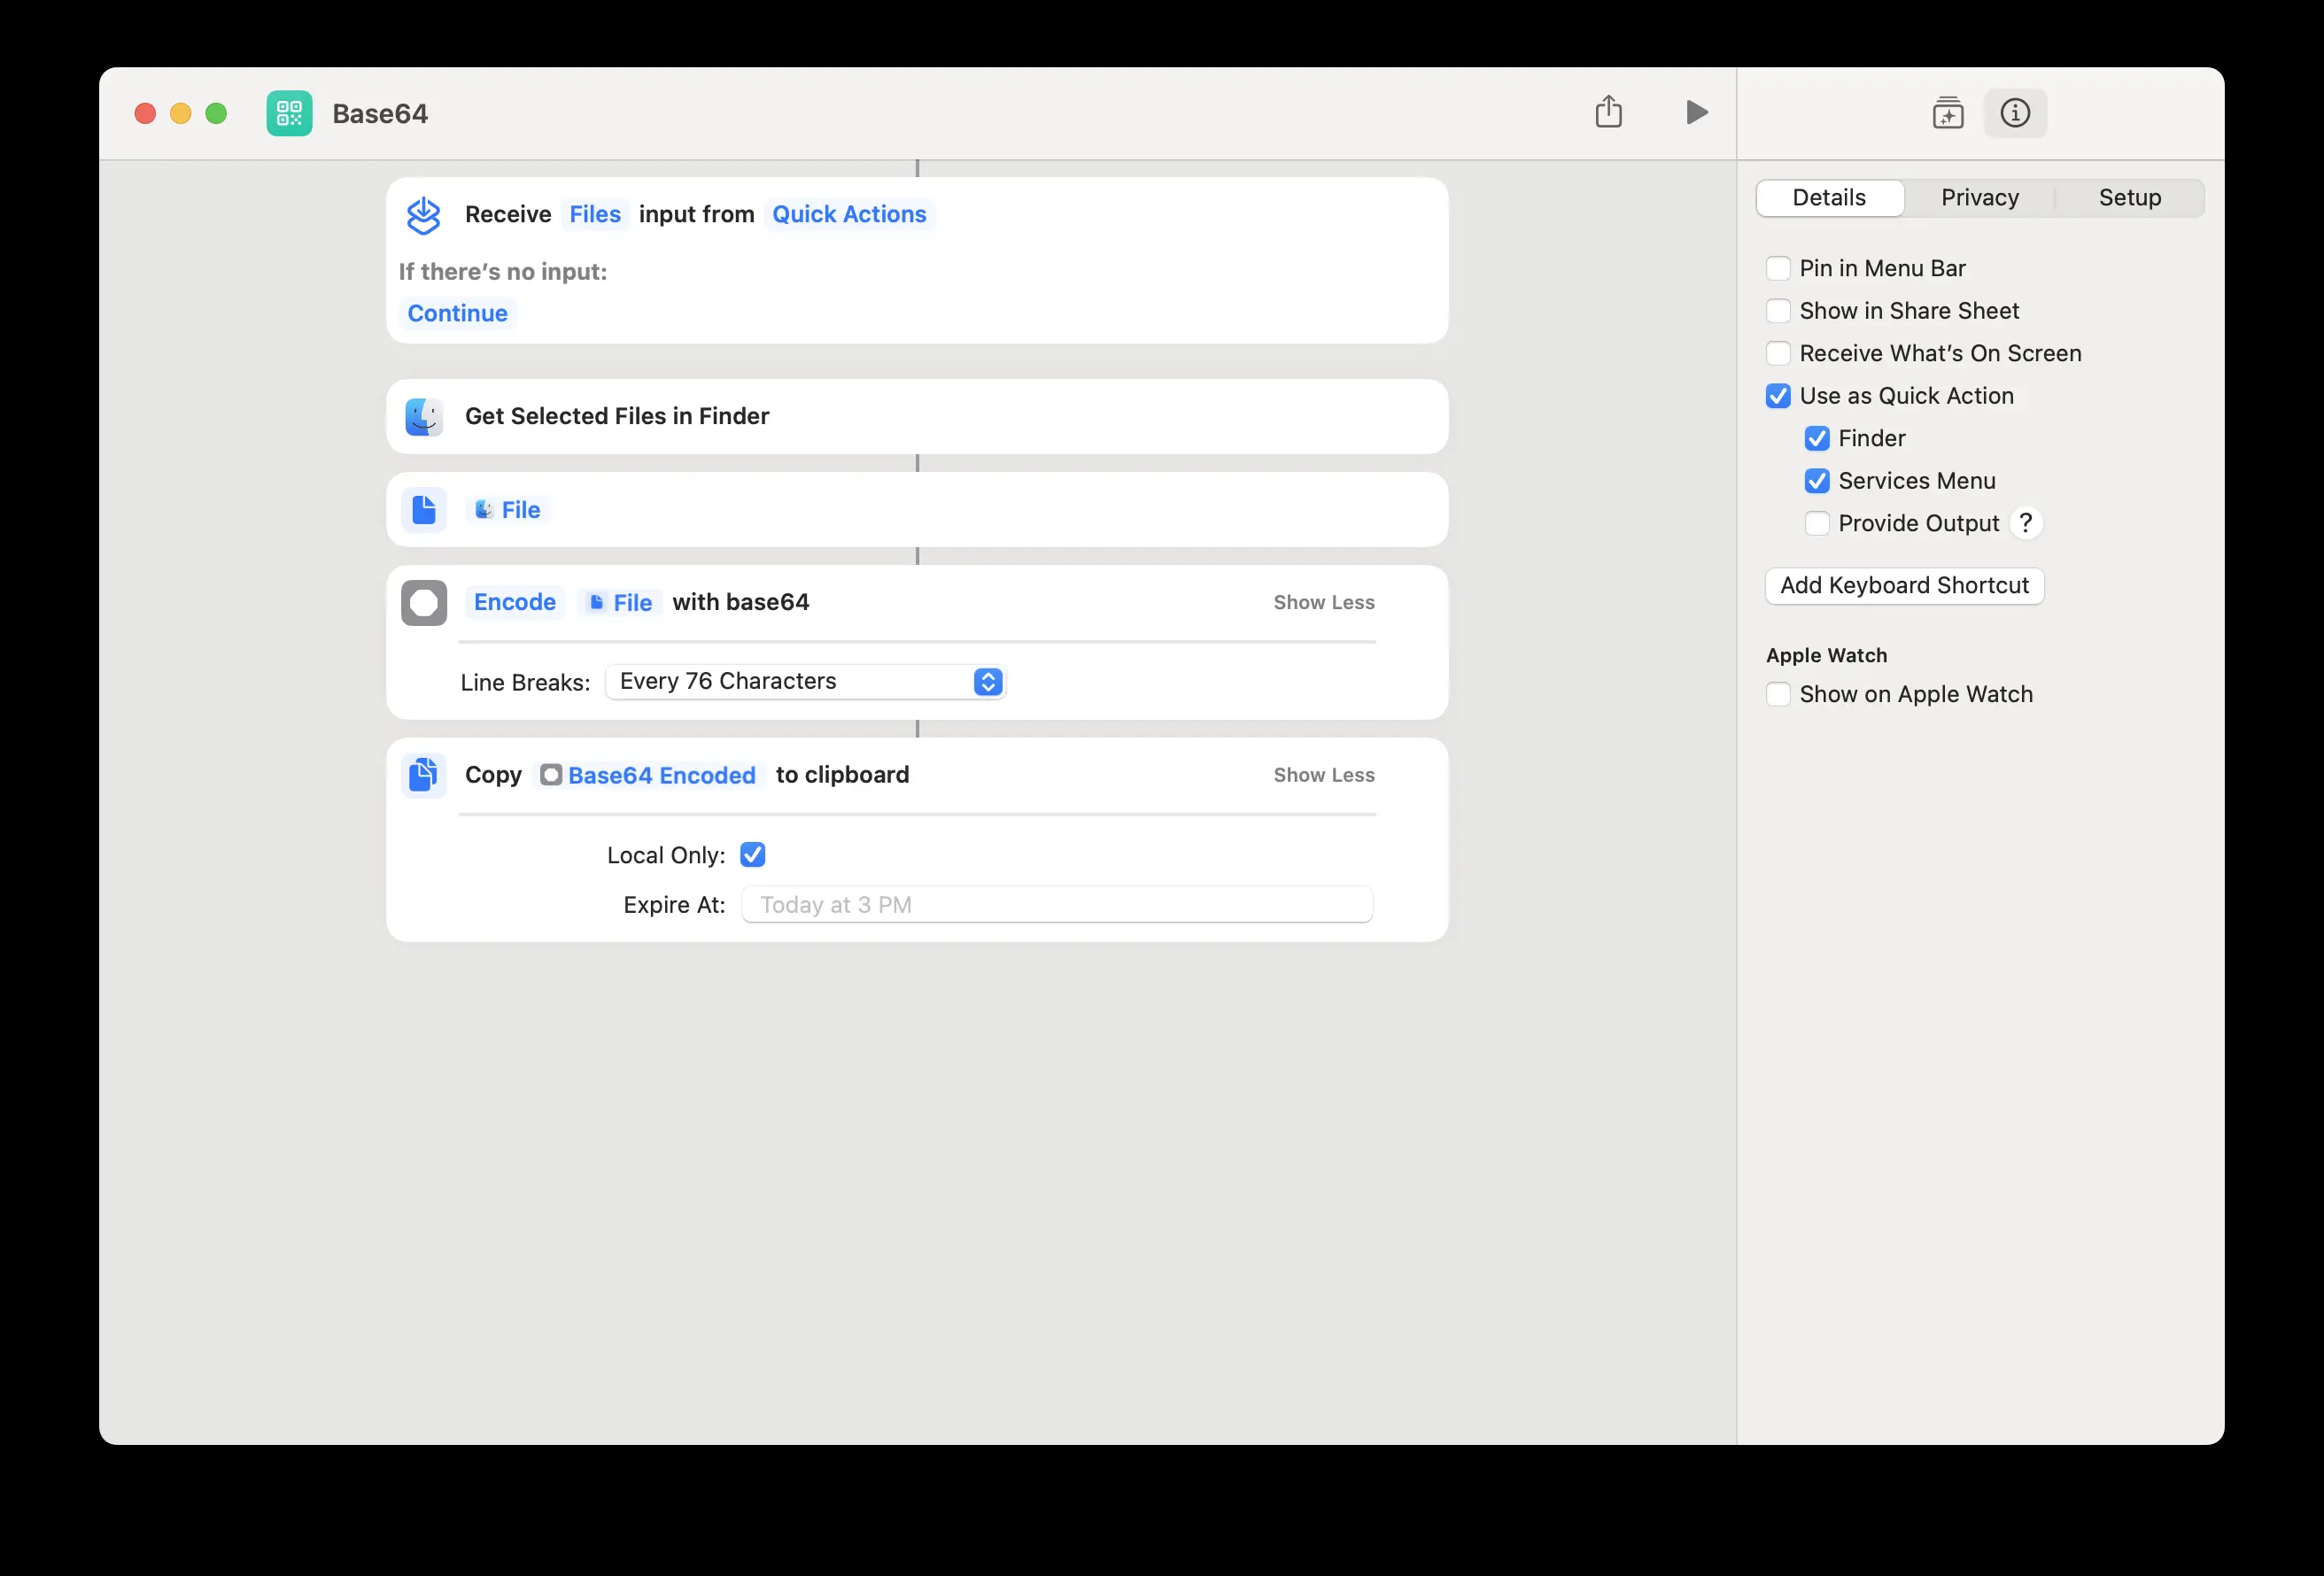 Base64
Receive Files input from Quick Actions
If there’s no input:
Continue
Get Selected Files in Finder
File
Encode File with base64 Show Less
Line Breaks: Every 76 Characters
Copy Base64 Encoded to clipboard Show Less
Local Only:
Expire At: Today at 3 PM
Details Privacy Setup
Pin in Menu Bar
Show in Share Sheet
Receive What’s On Screen
Use as Quick Action
Finder
Services Menu
Provide Output ?
Add Keyboard Shortcut
Apple Watch
Show on Apple Watch